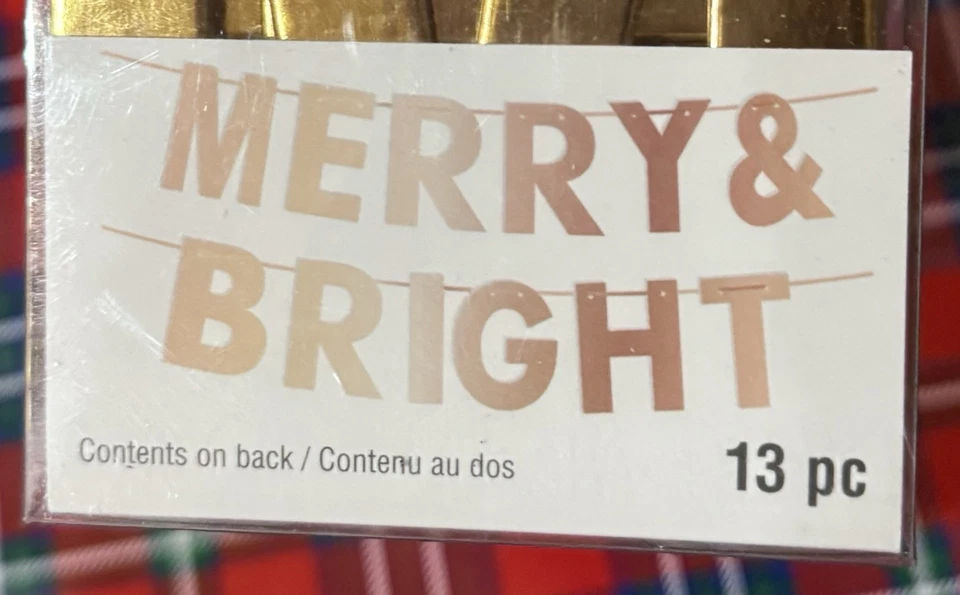 MERRY&
BRIGHT
Contents on back / Contenu au dos
13 pc